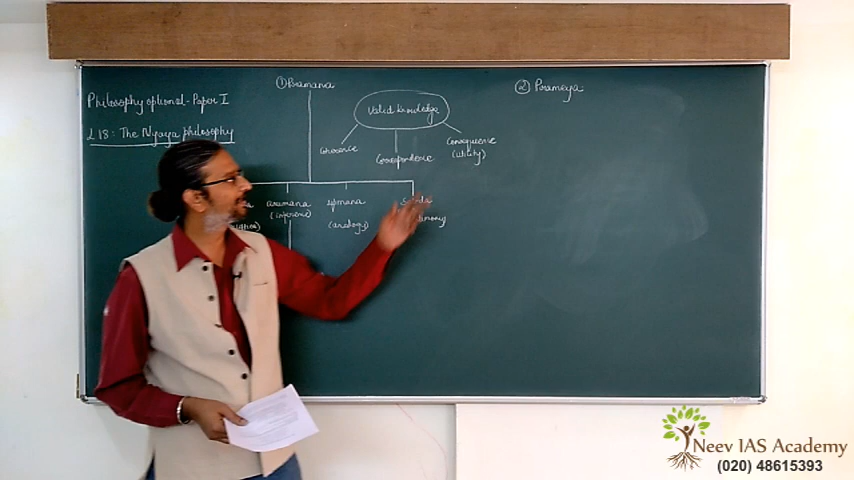 Philosophy optional - Paper I
L 18 : The Nyaya philosophy
① Pramana
Valid knowledge
Coherence
Correspondence
Consequence
(Utility)
anumana
(inference)
upmana
(analogy)
② Prameya
Neev IAS Academy
(020) 48615393